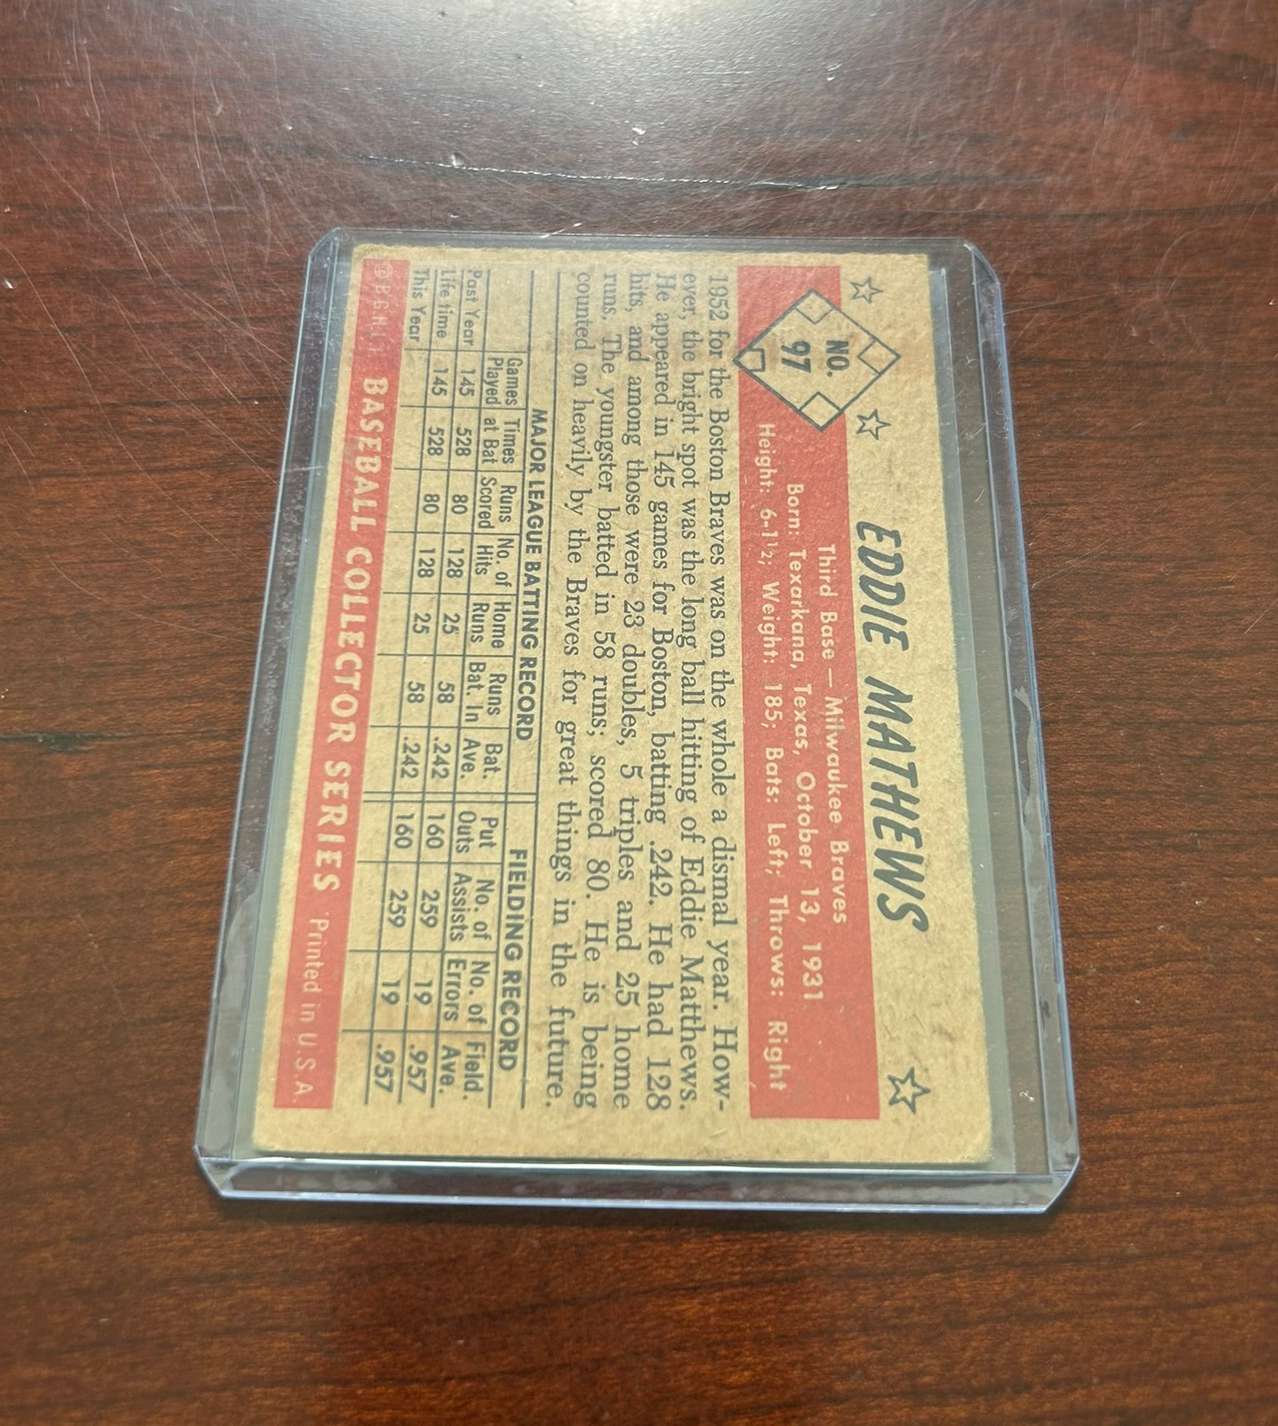 EDDIE MATHEWS
NO.
97
Third Base — Milwaukee Braves
Born: Texarkana, Texas, October 13, 1931
Height: 6-1½; Weight: 185; Bats: Left; Throws: Right
1952 for the Boston Braves was on the whole a dismal year. How-
ever, the bright spot was the long ball hitting of Eddie Matthews.
He appeared in 145 games for Boston, batting .242. He had 128
hits, and among those were 23 doubles, 5 triples and 25 home
runs. The youngster batted in 58 runs; scored 80. He is being
counted on heavily by the Braves for great things in the future.
MAJOR LEAGUE BATTING RECORD FIELDING RECORD
Games Times Runs No. of Home Runs Bat. Put No. of No. of Field.
Played at Bat Scored Hits Runs Bat. In Ave. Outs Assists Errors Ave.
Past Year 145 528 80 128 25 58 .242 160 259 19 .957
Life time 145 528 80 128 25 58 .242 160 259 19 .957
This Year
BASEBALL COLLECTOR SERIES Printed in U.S.A.